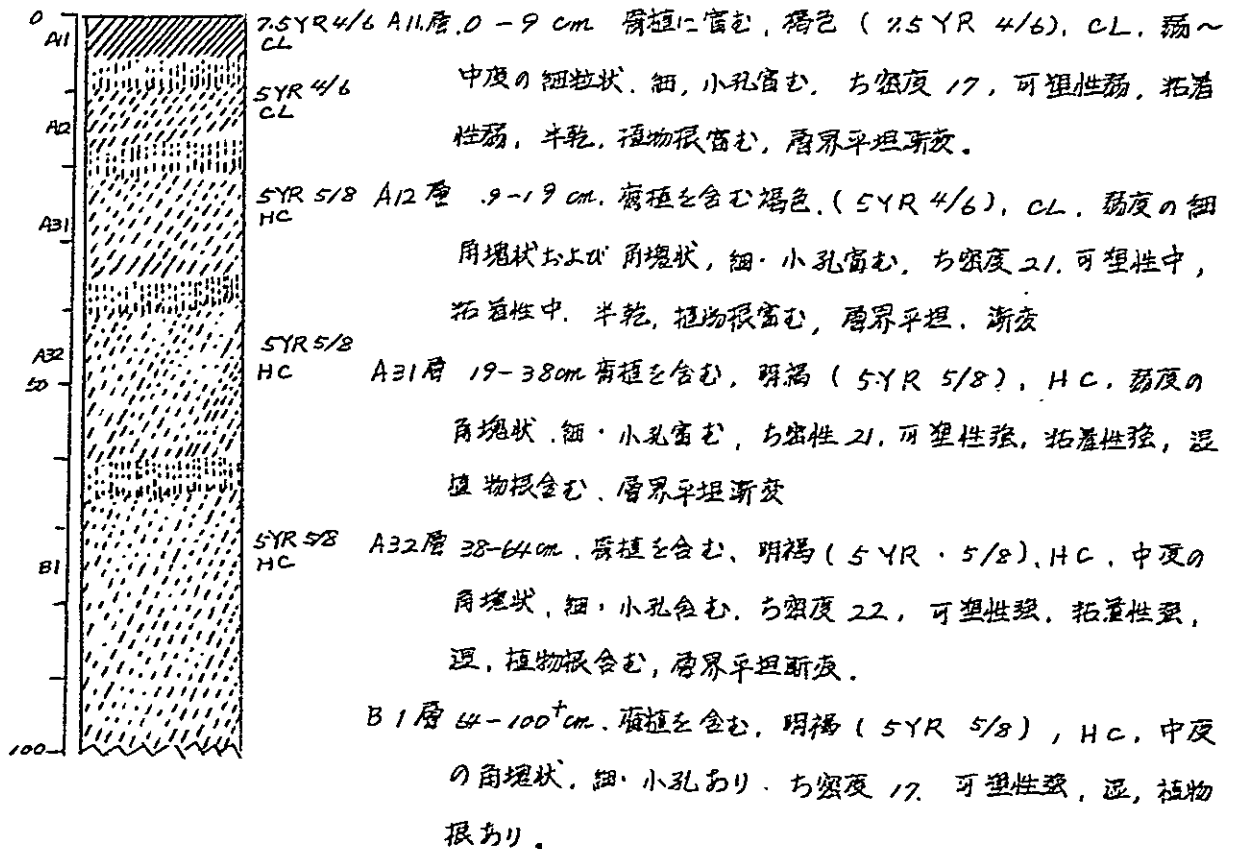 0
A11
A12
A31
A32
50
B1
100
7.5YR4/6
CL
5YR 4/6
CL
5YR 5/8
HC
5YR 5/8
HC
5YR 5/8
HC
A11層 0-9 cm 腐植に富む, 褐色 (7.5YR 4/6), CL, 弱〜
中度の細粒状, 細, 小孔富む, ち密度 17, 可塑性弱, 粘着
性弱, 半乾, 植物根富む, 層界平坦漸変。
A12層 9-19 cm. 腐植を含む褐色. (5YR 4/6), CL. 弱度の細
角塊状および角塊状, 細・小孔富む, ち密度 21. 可塑性中,
粘着性中. 半乾, 植物根富む, 層界平坦. 漸変
A31層 19-38cm 腐植を含む, 明褐 (5YR 5/8), HC. 弱度の
角塊状. 細・小孔富む, ち密性 21, 可塑性強, 粘着性強, 湿
植物根含む. 層界平坦漸変
A32層 38-64cm. 腐植を含む, 明褐 (5YR・5/8), HC, 中度の
角塊状, 細・小孔含む. ち密度 22, 可塑性強. 粘着性強,
湿, 植物根含む, 層界平坦漸変.
B1層 64-100⁺cm. 腐植を含む, 明褐 (5YR 5/8), HC. 中度
の角塊状. 細・小孔あり. ち密度 17. 可塑性強, 湿, 植物
根あり.